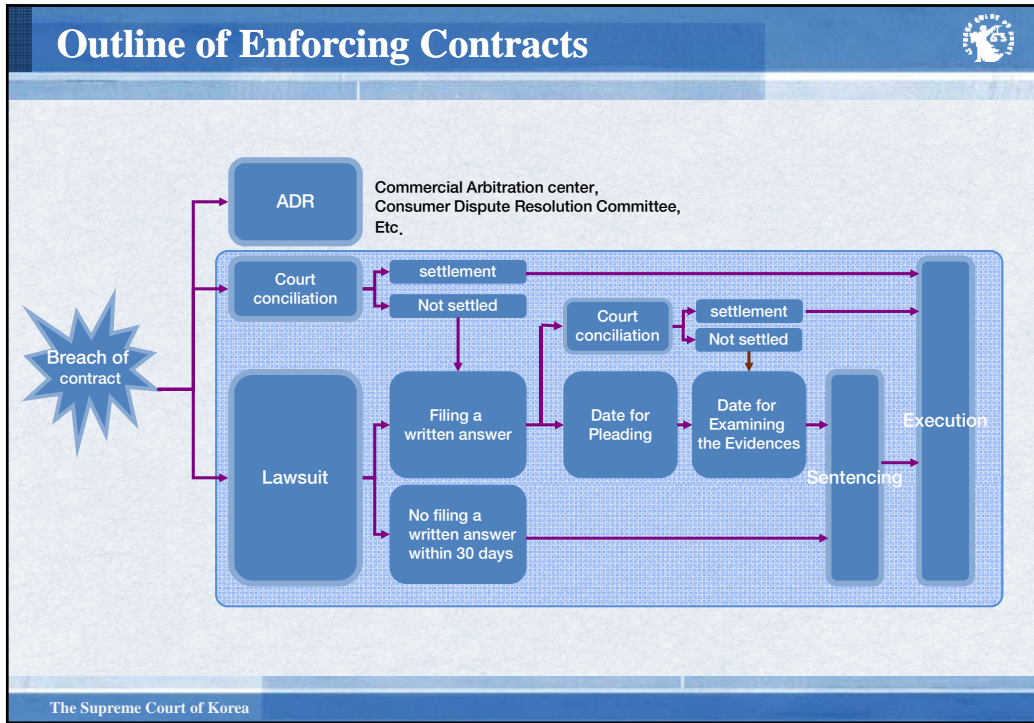 Outline of Enforcing Contracts
ADR
Commercial Arbitration center,
Consumer Dispute Resolution Committee,
Etc.
Court
conciliation
settlement
Not settled
Court
conciliation
settlement
Not settled
Breach of
contract
Lawsuit
Filing a
written answer
Date for
Pleading
Date for
Examining
the Evidences
Execution
Sentencing
No filing a
written answer
within 30 days
The Supreme Court of Korea